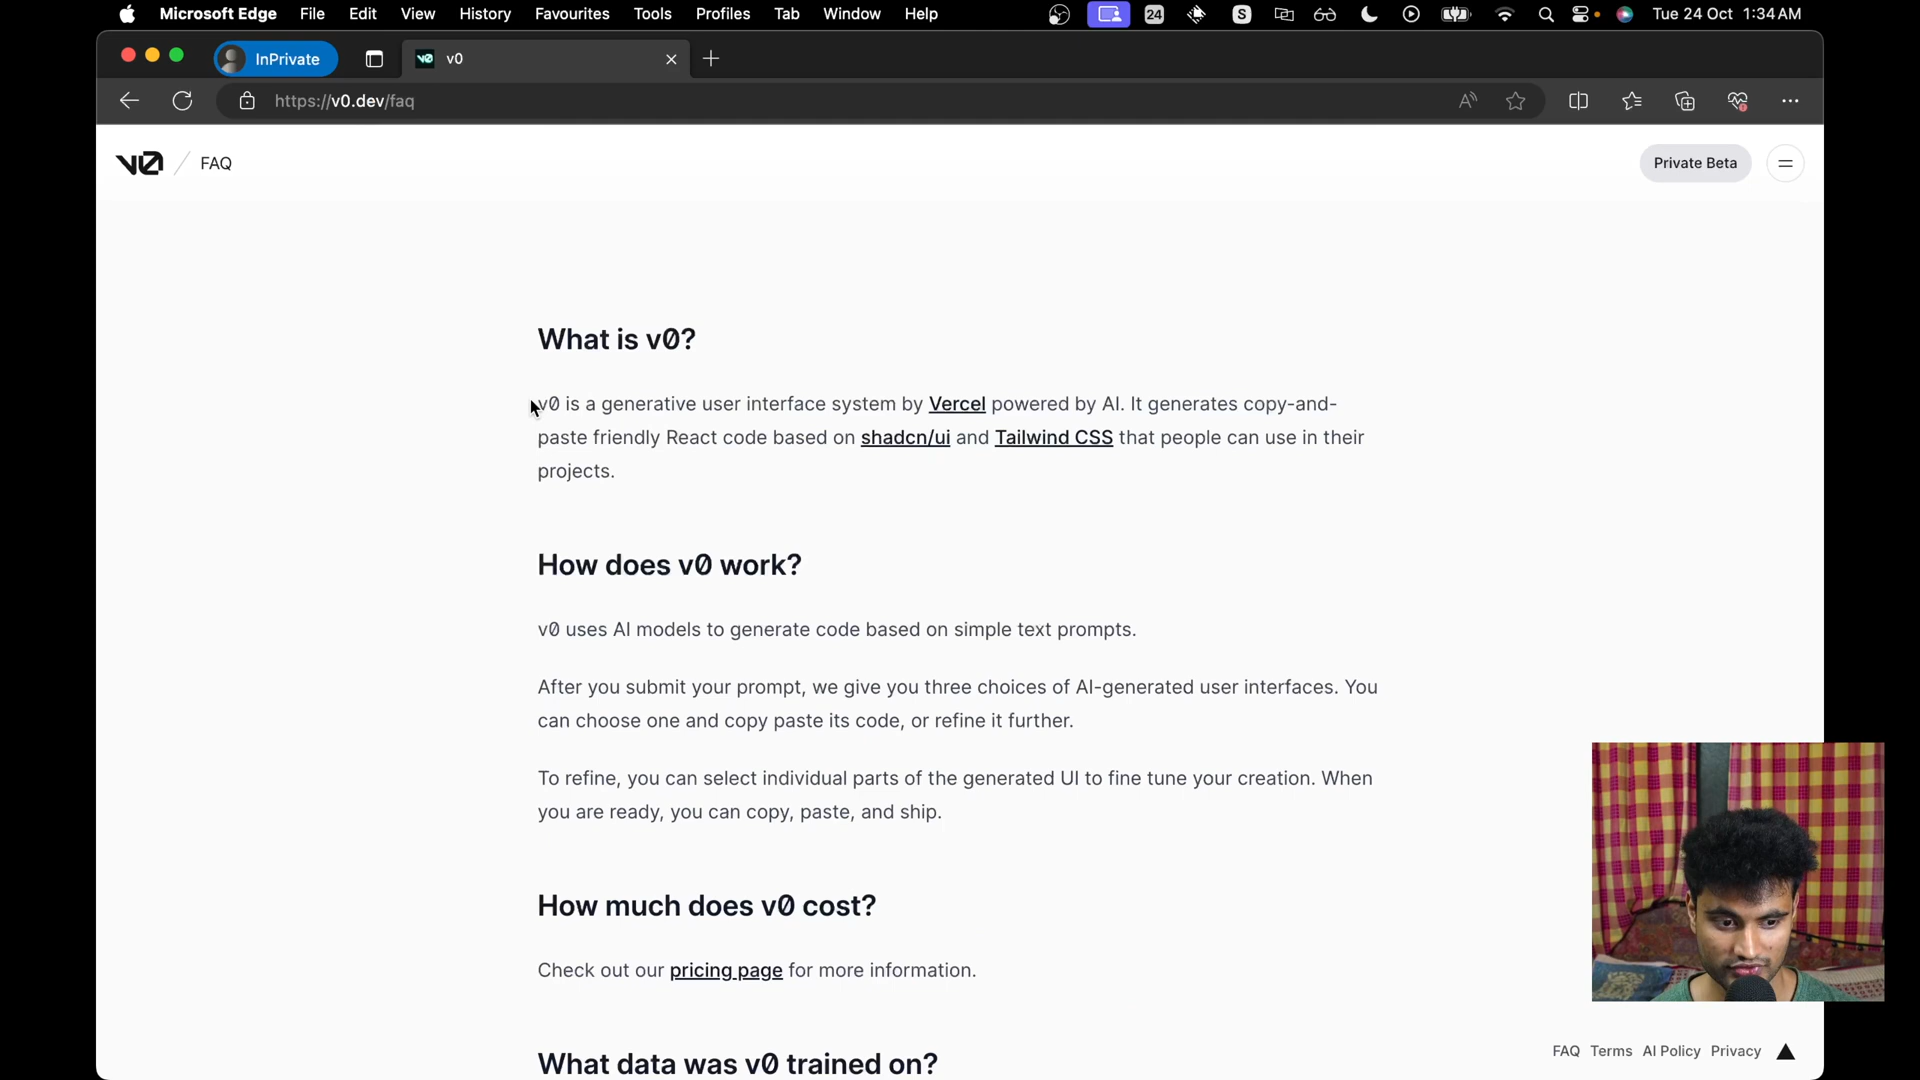 Microsoft Edge File Edit View History Favourites Tools Profiles Tab Window Help 24 S Tue 24 Oct 1:34 AM
InPrivate v0
https://v0.dev/faq
v0 / FAQ Private Beta
What is v0?
v0 is a generative user interface system by Vercel powered by AI. It generates copy-and-
paste friendly React code based on shadcn/ui and Tailwind CSS that people can use in their
projects.
How does v0 work?
v0 uses AI models to generate code based on simple text prompts.
After you submit your prompt, we give you three choices of AI-generated user interfaces. You
can choose one and copy paste its code, or refine it further.
To refine, you can select individual parts of the generated UI to fine tune your creation. When
you are ready, you can copy, paste, and ship.
How much does v0 cost?
Check out our pricing page for more information.
What data was v0 trained on?
FAQ Terms AI Policy Privacy